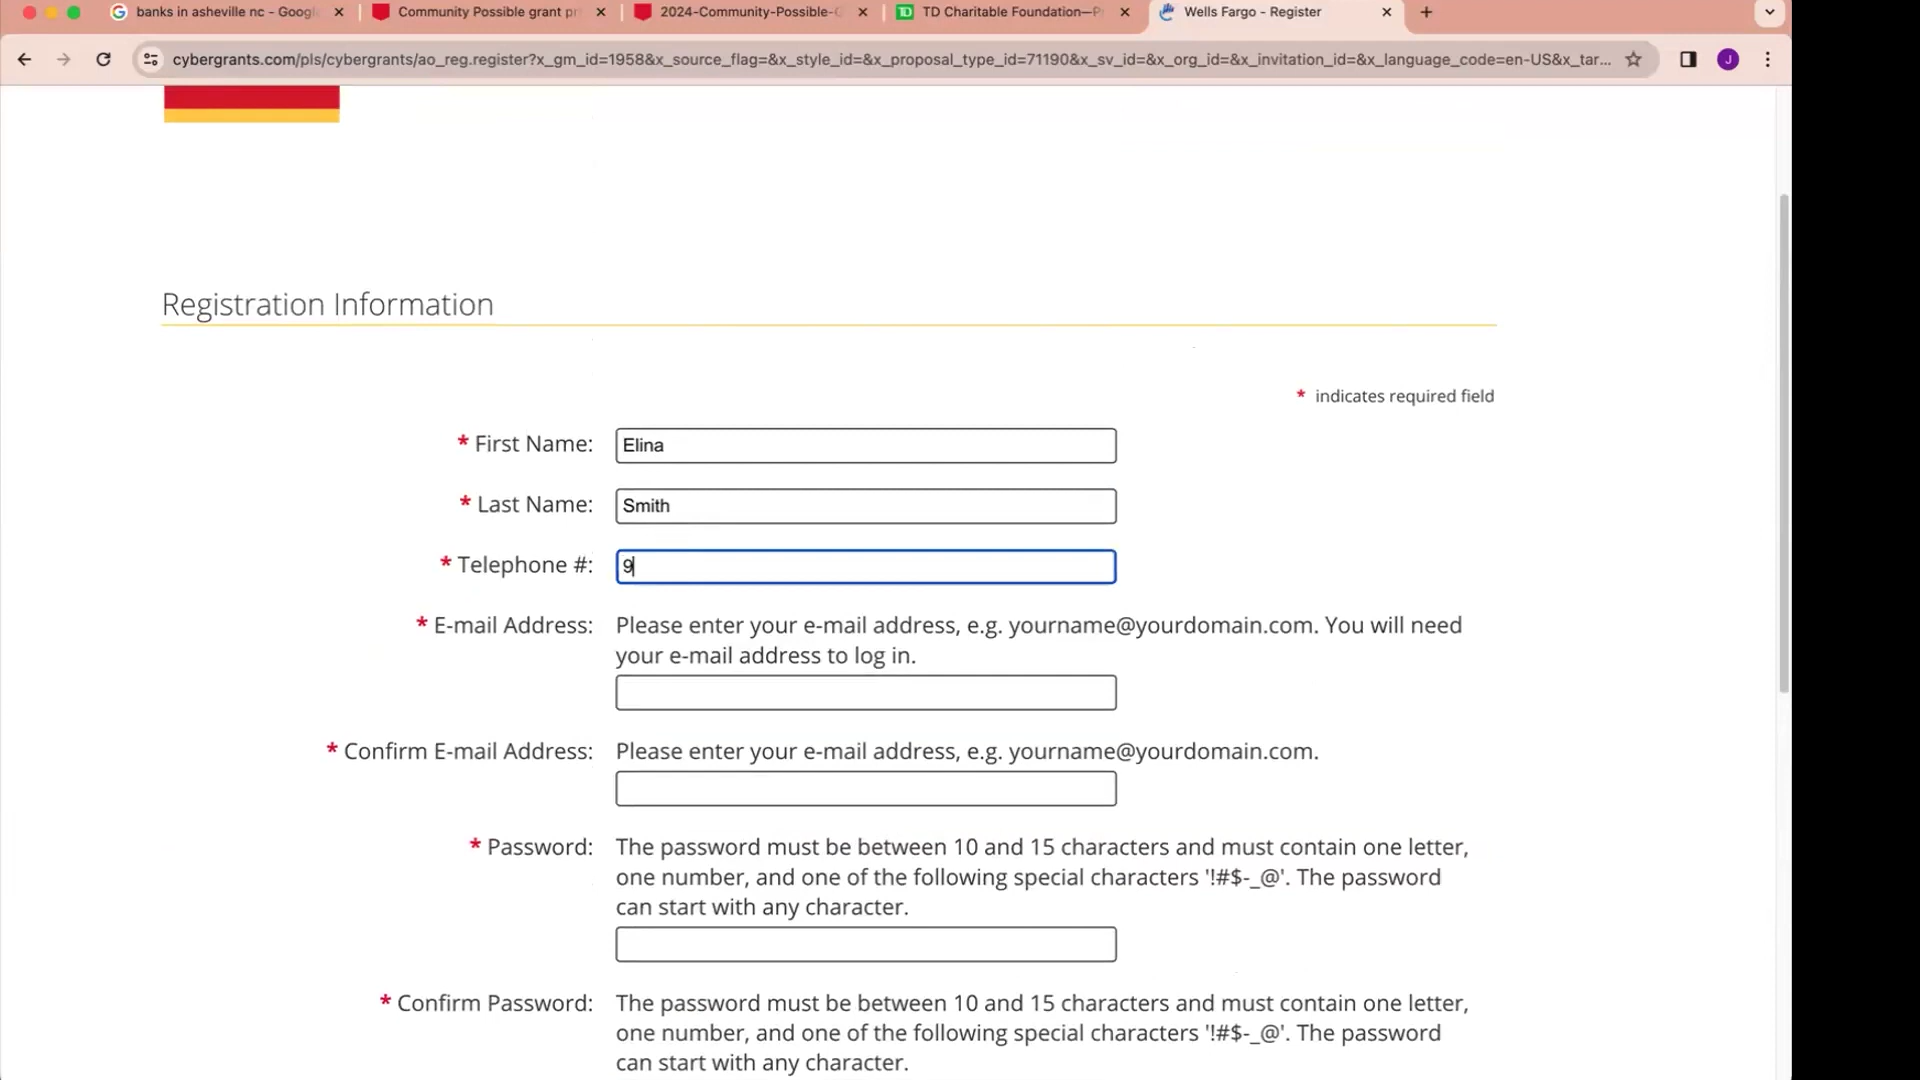 banks in asheville nc - Google
Community Possible grant pr
2024-Community-Possible-G
TD Charitable Foundation—P
Wells Fargo - Register
cybergrants.com/pls/cybergrants/ao_reg.register?x_gm_id=1958&x_source_flag=&x_style_id=&x_proposal_type_id=71190&x_sv_id=&x_org_id=&x_invitation_id=&x_language_code=en-US&x_tar...
J
Registration Information
* indicates required field
* First Name: Elina
* Last Name: Smith
* Telephone #: 9
* E-mail Address: Please enter your e-mail address, e.g. yourname@yourdomain.com. You will need
your e-mail address to log in.
* Confirm E-mail Address: Please enter your e-mail address, e.g. yourname@yourdomain.com.
* Password: The password must be between 10 and 15 characters and must contain one letter,
one number, and one of the following special characters '!#$-_@'. The password
can start with any character.
* Confirm Password: The password must be between 10 and 15 characters and must contain one letter,
one number, and one of the following special characters '!#$-_@'. The password
can start with any character.